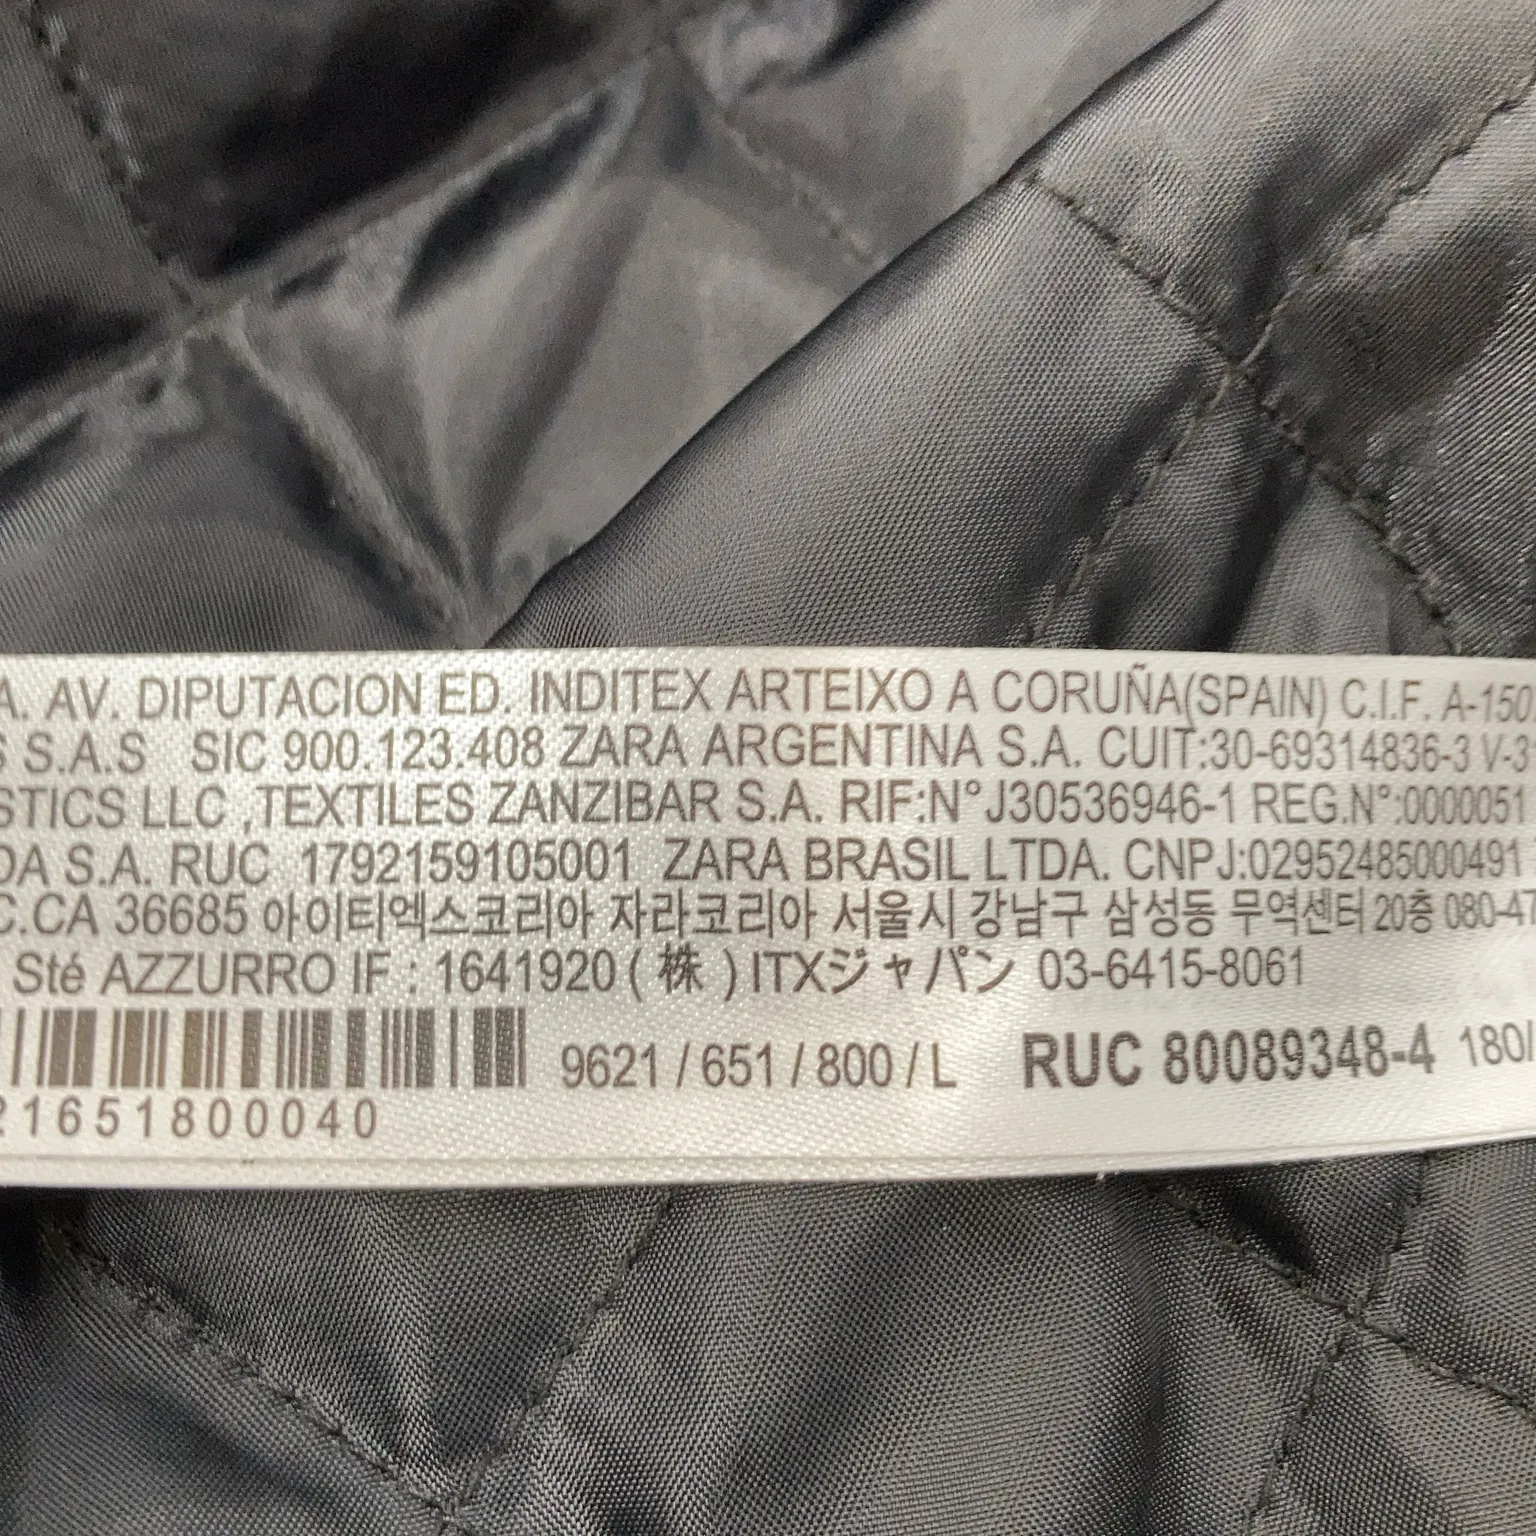 A. AV. DIPUTACION ED. INDITEX ARTEIXO A CORUÑA(SPAIN) C.I.F. A-150
S S.A.S SIC 900.123.408 ZARA ARGENTINA S.A. CUIT:30-69314836-3 V-3
STICS LLC ,TEXTILES ZANZIBAR S.A. RIF:N°J30536946-1 REG.N°:0000051
DA S.A. RUC 1792159105001 ZARA BRASIL LTDA. CNPJ:02952485000491
C.CA 36685 아이티엑스코리아 자라코리아 서울시 강남구 삼성동 무역센터 20층 080-47
Sté AZZURRO IF : 1641920 ( 株 ) ITXジャパン 03-6415-8061
9621 / 651 / 800 / L RUC 80089348-4 180/
21651800040